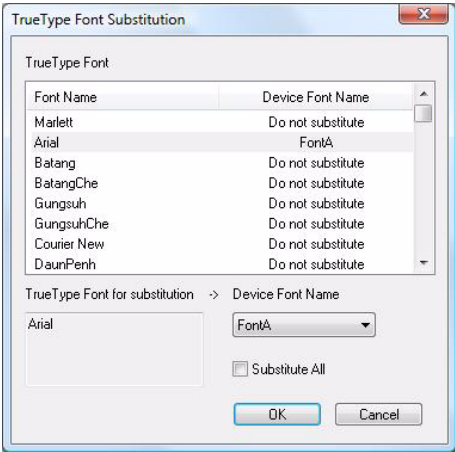 TrueType Font Substitution
TrueType Font
Font Name Device Font Name
Marlett Do not substitute
Arial FontA
Batang Do not substitute
BatangChe Do not substitute
Gungsuh Do not substitute
GungsuhChe Do not substitute
Courier New Do not substitute
DaunPenh Do not substitute
TrueType Font for substitution -> Device Font Name
Arial FontA
Substitute All
OK Cancel